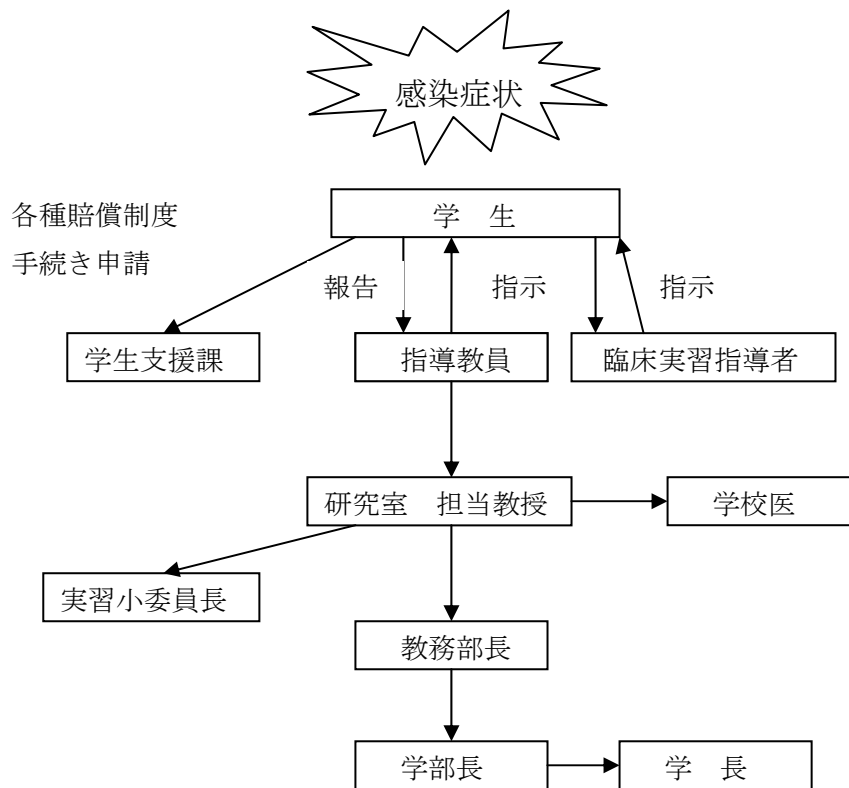 感染症状
各種賠償制度
手続き申請
学　生
報告
指示
指示
学生支援課
指導教員
臨床実習指導者
研究室　担当教授
学校医
実習小委員長
教務部長
学部長
学　長